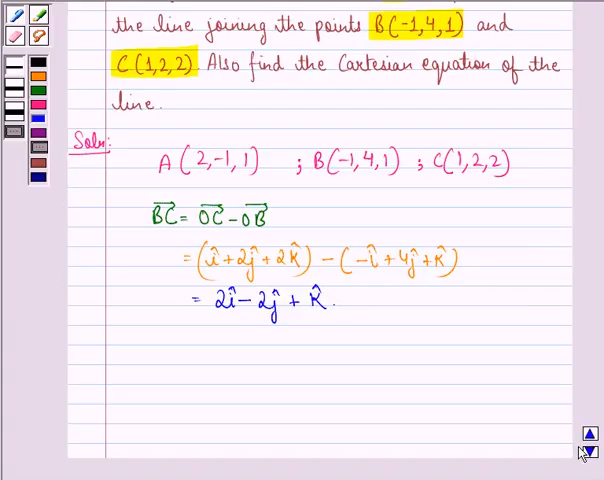 the line joining the points B(-1,4,1) and
C(1,2,2). Also find the Cartesian equation of the
line.
Soln:
A(2,-1,1) ; B(-1,4,1) ; C(1,2,2)
BC→ = OC→ - OB→
= (î + 2ĵ + 2k̂) - (-î + 4ĵ + k̂)
= 2î - 2ĵ + k̂.